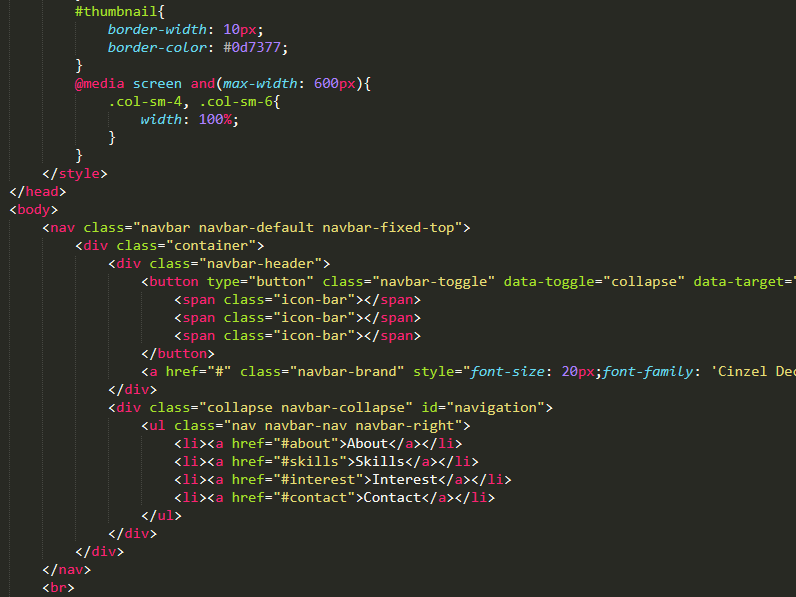 #thumbnail{
border-width: 10px;
border-color: #0d7377;
}
@media screen and(max-width: 600px){
.col-sm-4, .col-sm-6{
width: 100%;
}
}
</style>
</head>
<body>
<nav class="navbar navbar-default navbar-fixed-top">
<div class="container">
<div class="navbar-header">
<button type="button" class="navbar-toggle" data-toggle="collapse" data-target="
<span class="icon-bar"></span>
<span class="icon-bar"></span>
<span class="icon-bar"></span>
</button>
<a href="#" class="navbar-brand" style="font-size: 20px;font-family: 'Cinzel Dec
</div>
<div class="collapse navbar-collapse" id="navigation">
<ul class="nav navbar-nav navbar-right">
<li><a href="#about">About</a></li>
<li><a href="#skills">Skills</a></li>
<li><a href="#interest">Interest</a></li>
<li><a href="#contact">Contact</a></li>
</ul>
</div>
</div>
</nav>
<br>